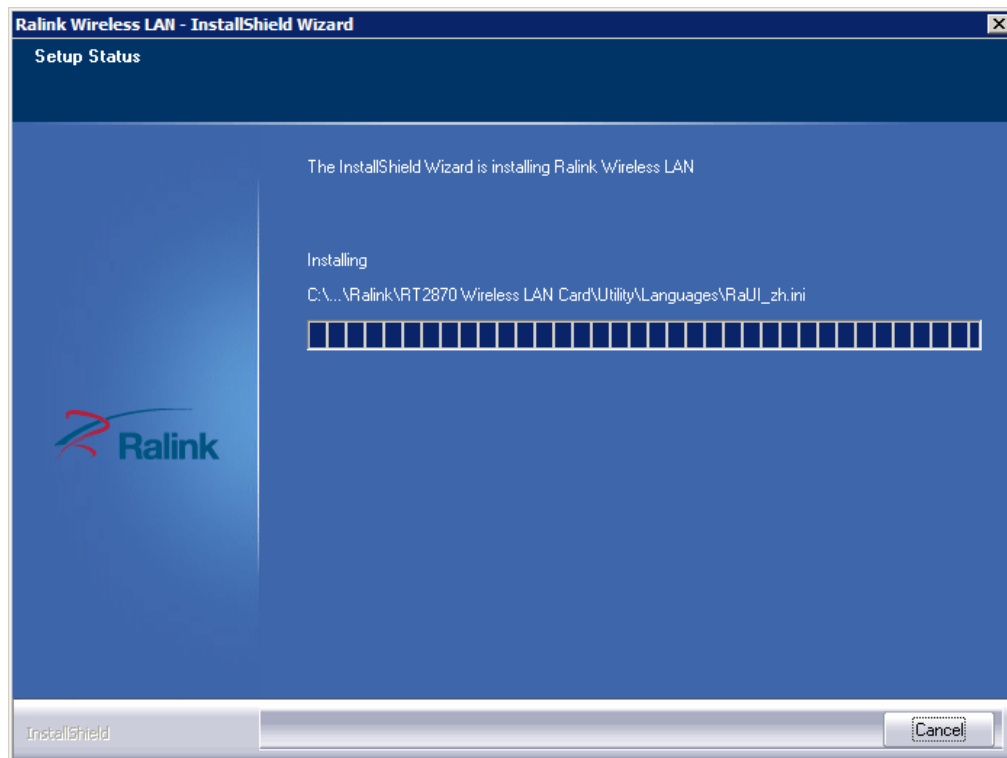 Ralink Wireless LAN - InstallShield Wizard
Setup Status
The InstallShield Wizard is installing Ralink Wireless LAN
Installing
C:\...\Ralink\RT2870 Wireless LAN Card\Utility\Languages\RaUI_zh.ini
Ralink
InstallShield
Cancel